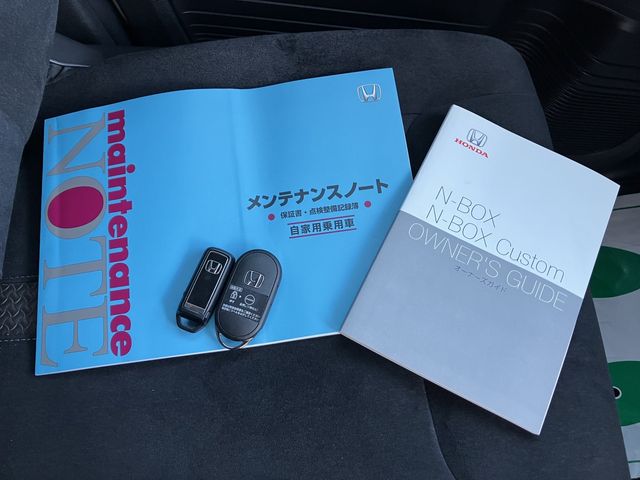 maintenance
NOTE
メンテナンスノート
保証書・点検整備記録簿
自家用乗用車
HONDA
N-BOX
N-BOX Custom
OWNER'S GUIDE
オーナーズガイド